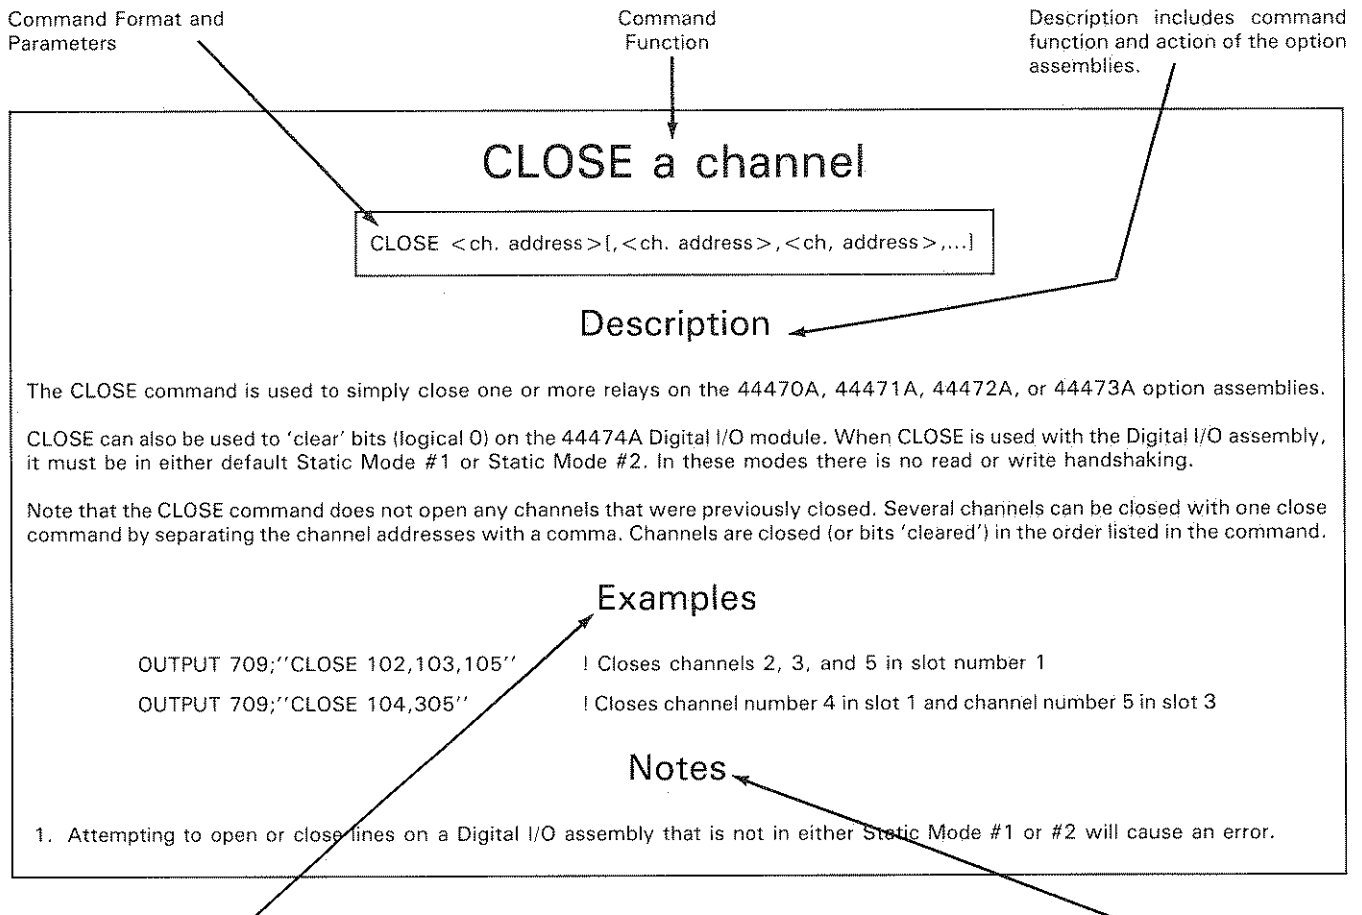 Command Format and
Parameters
Command
Function
Description includes command
function and action of the option
assemblies.
CLOSE a channel
CLOSE <ch. address>[,<ch. address>,<ch, address>,...]
Description
The CLOSE command is used to simply close one or more relays on the 44470A, 44471A, 44472A, or 44473A option assemblies.
CLOSE can also be used to 'clear' bits (logical 0) on the 44474A Digital I/O module. When CLOSE is used with the Digital I/O assembly,
it must be in either default Static Mode #1 or Static Mode #2. In these modes there is no read or write handshaking.
Note that the CLOSE command does not open any channels that were previously closed. Several channels can be closed with one close
command by separating the channel addresses with a comma. Channels are closed (or bits 'cleared') in the order listed in the command.
Examples
OUTPUT 709;''CLOSE 102,103,105'' ! Closes channels 2, 3, and 5 in slot number 1
OUTPUT 709;''CLOSE 104,305'' ! Closes channel number 4 in slot 1 and channel number 5 in slot 3
Notes
1. Attempting to open or close lines on a Digital I/O assembly that is not in either Static Mode #1 or #2 will cause an error.